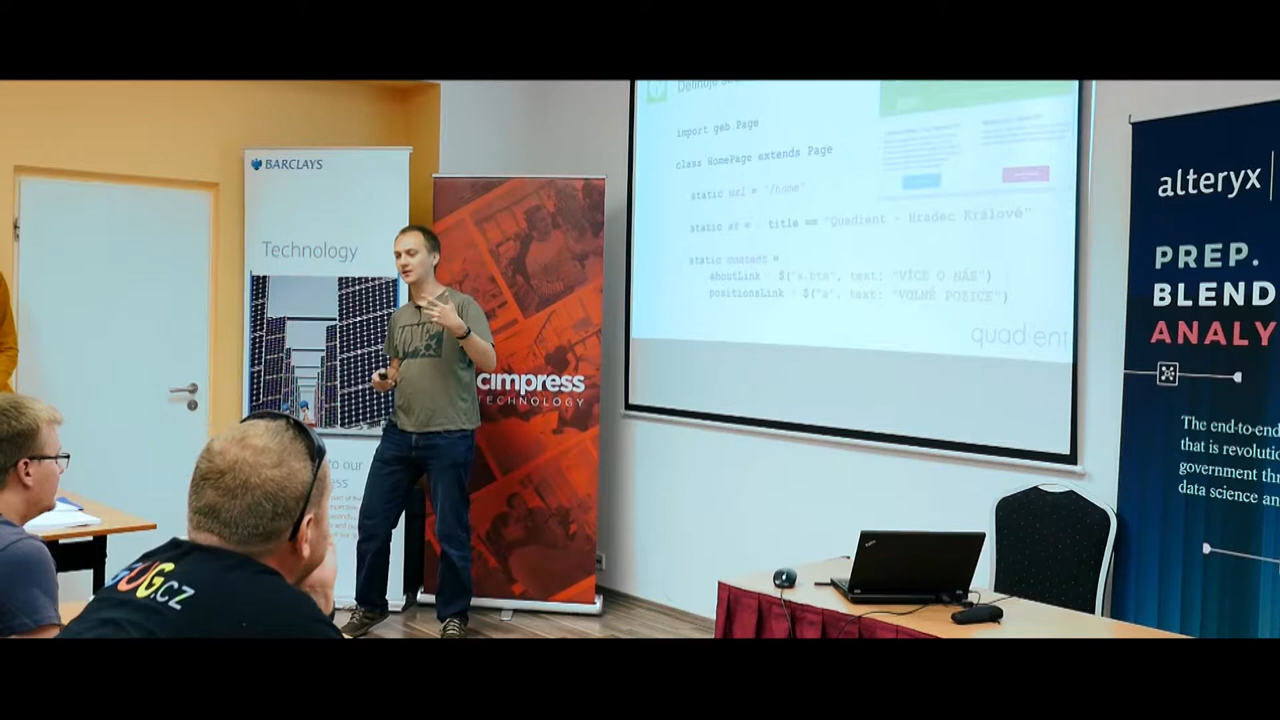 BARCLAYS
Technology
to our
cimpress
TECHNOLOGY
import geb.Page
class HomePage extends Page
static url = "/home"
static at = title == "Quadient - Hradec Králové"
static content =
aboutLink $("a.btn", text: "VÍCE O NÁS")
positionsLink $("a", text: "VOLNÉ POZICE")
quadient
alteryx
PREP.
BLEND
ANALY
The end-to-end
that is revolutio
government thr
data science an
GUG.CZ